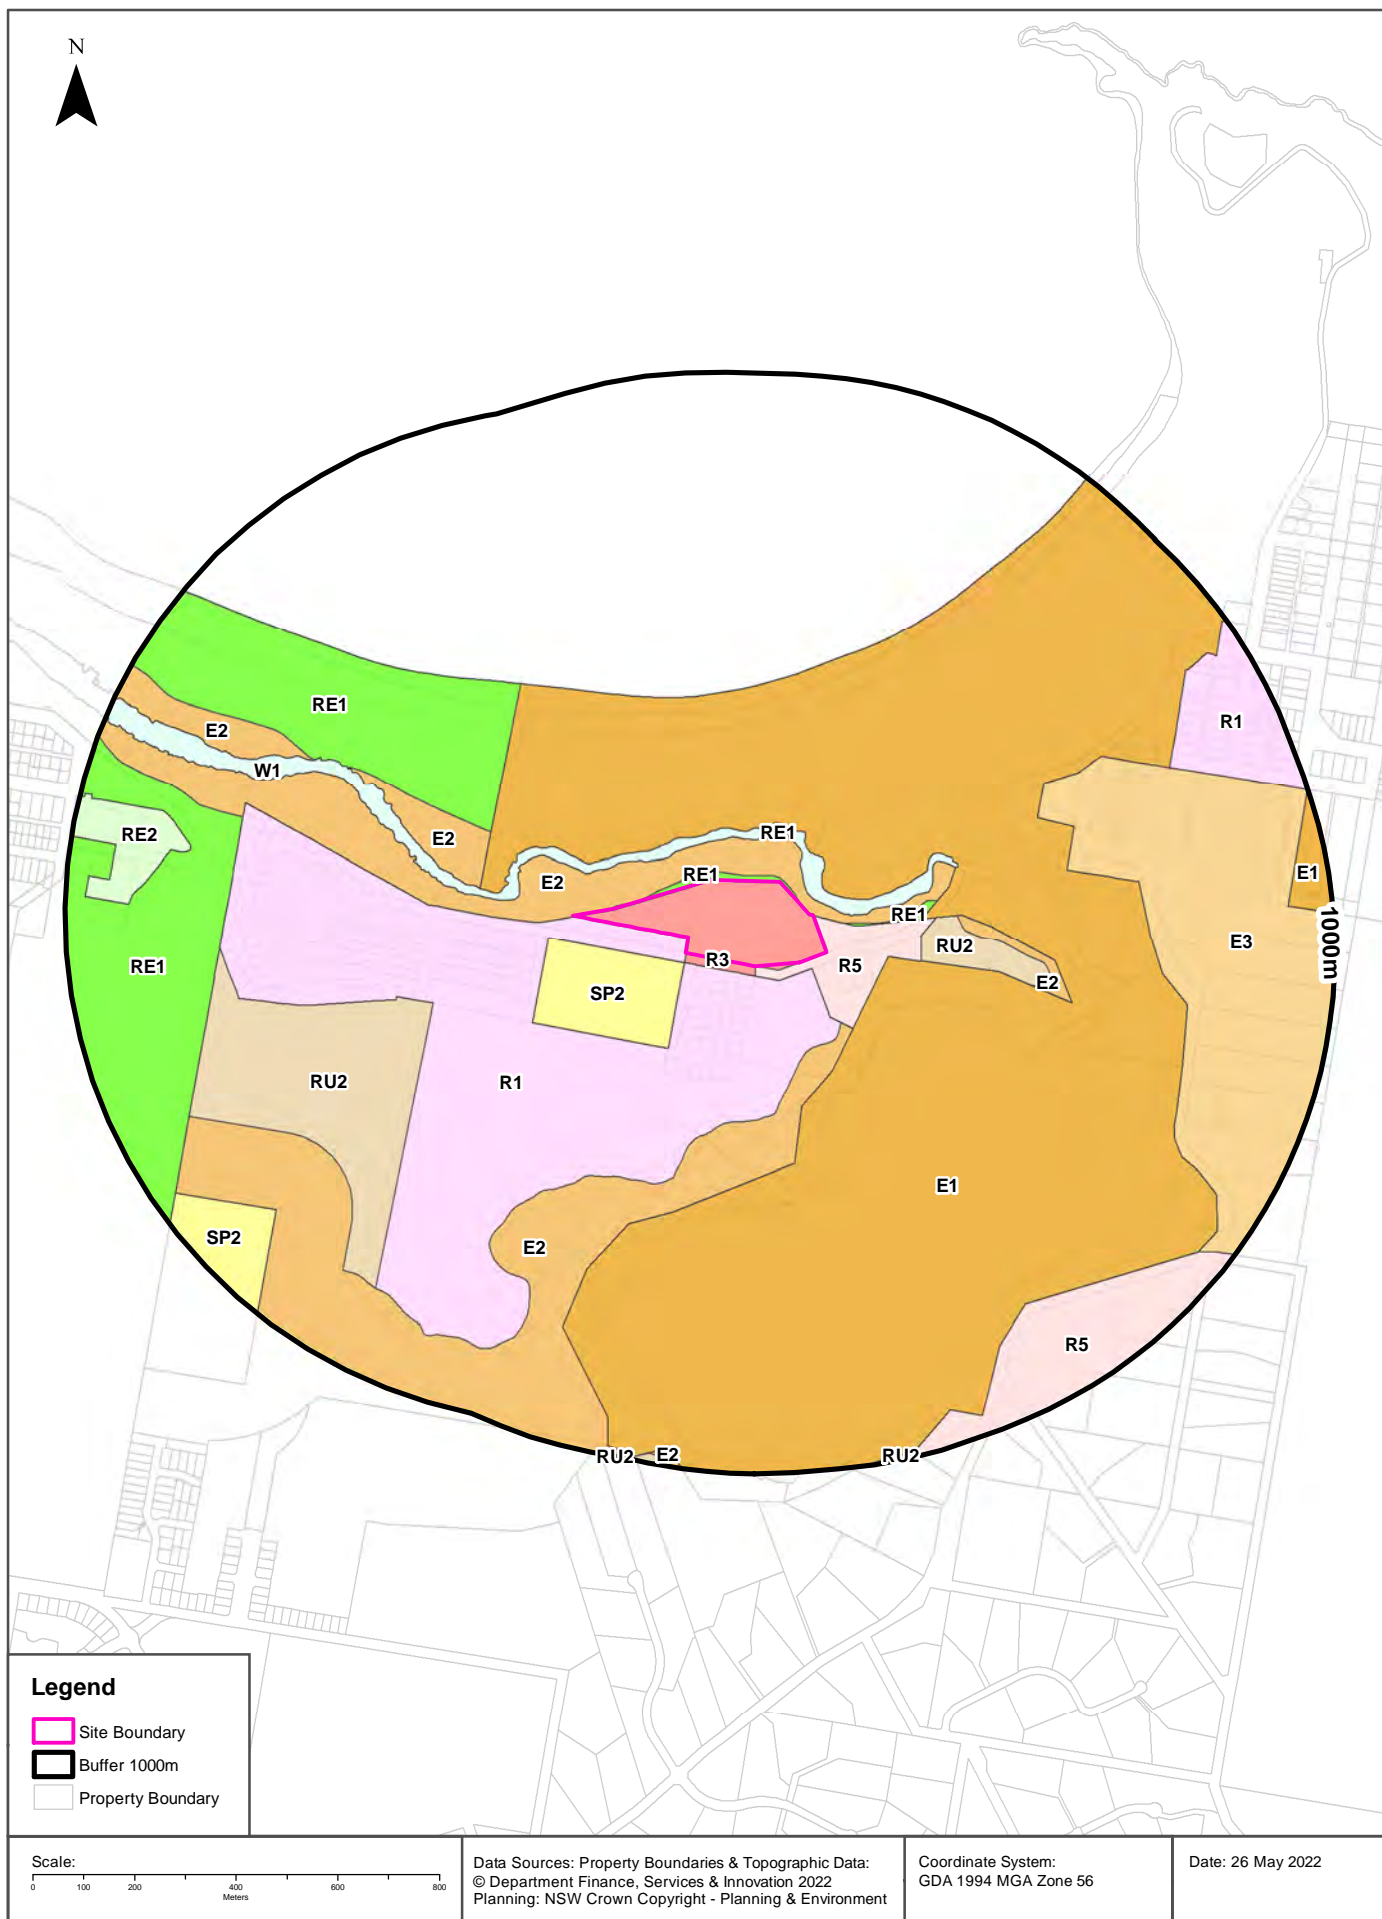 N
RE1
E2
R1
W1
RE2
E2
RE1
E2
RE1
E1
RE1
E3
RU2
R3
R5
RE1
E2
SP2
RU2
R1
E1
SP2
E2
R5
RU2
E2
RU2
1000m
Legend
Site Boundary
Buffer 1000m
Property Boundary
Scale:
0 100 200 400 600 800
Meters
Data Sources: Property Boundaries & Topographic Data:
© Department Finance, Services & Innovation 2022
Planning: NSW Crown Copyright - Planning & Environment
Coordinate System:
GDA 1994 MGA Zone 56
Date: 26 May 2022